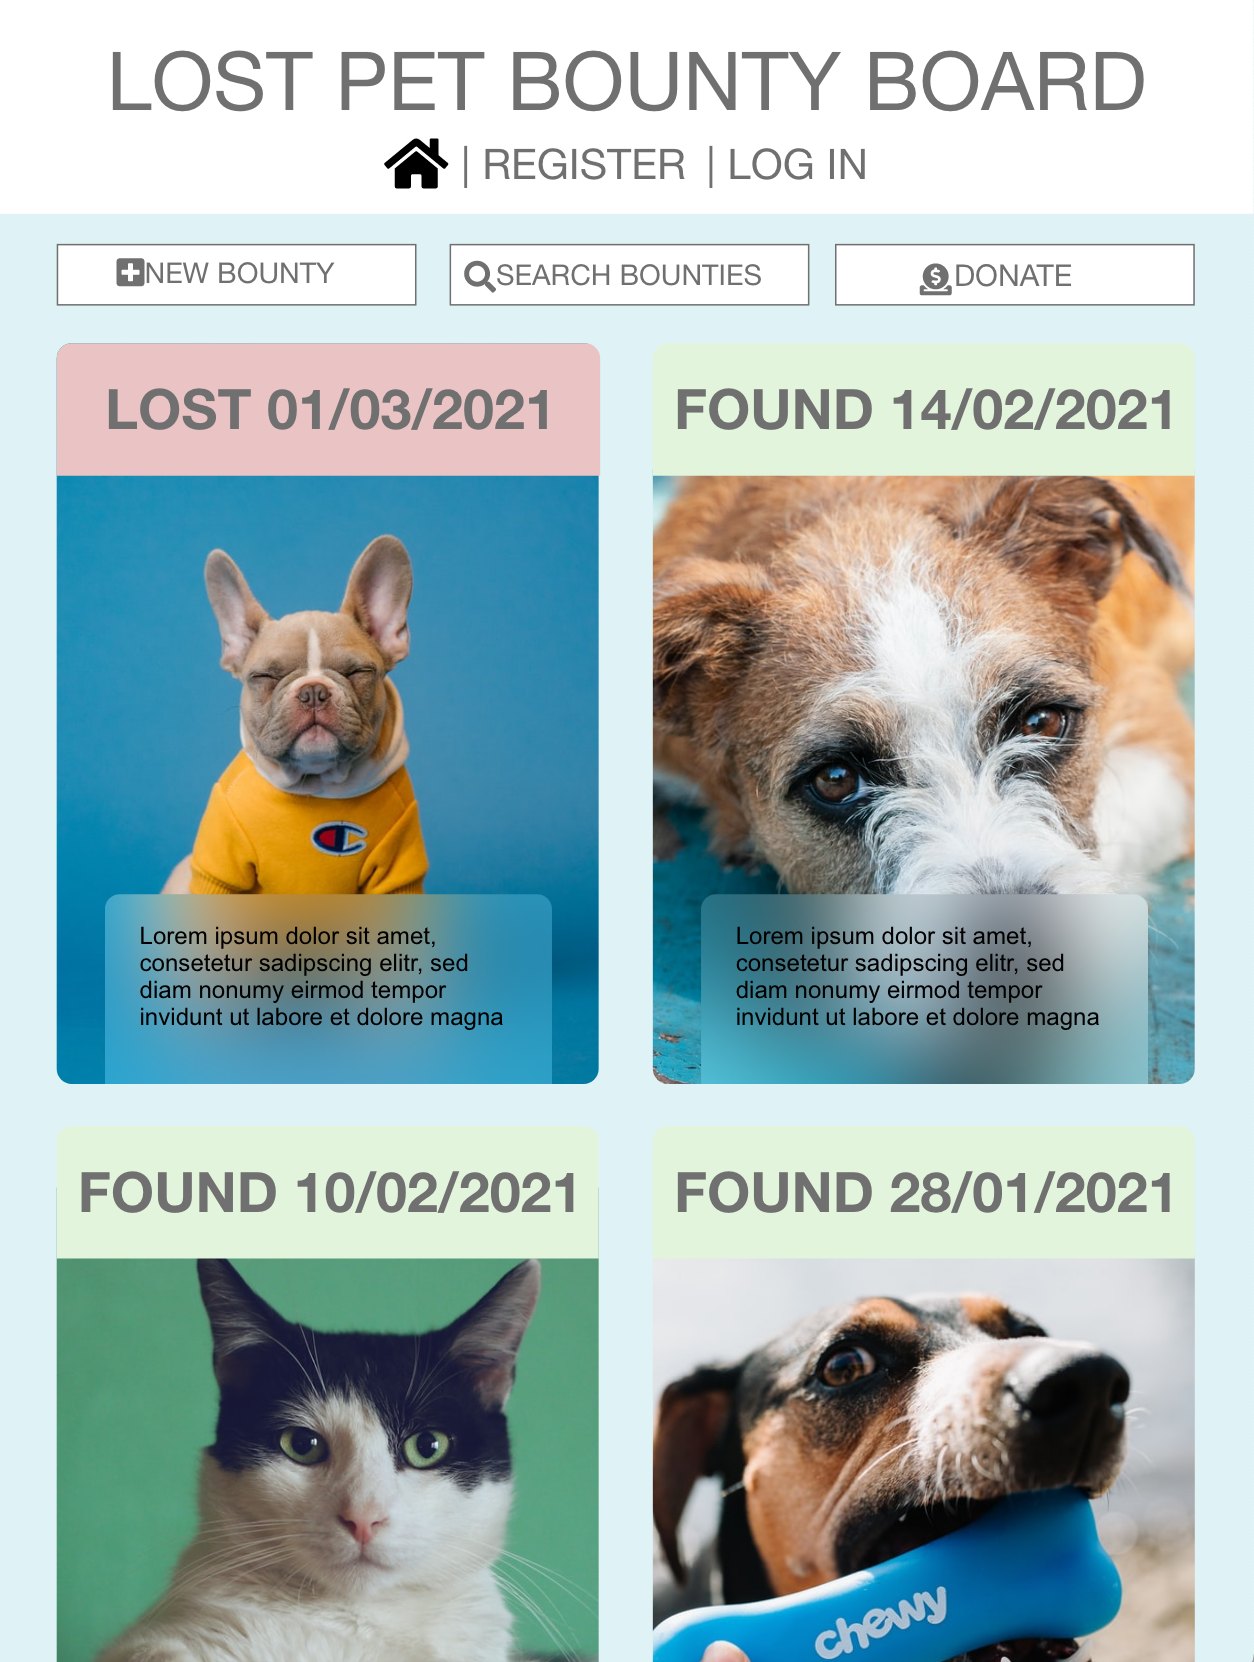 LOST PET BOUNTY BOARD
| REGISTER | LOG IN
NEW BOUNTY
SEARCH BOUNTIES
DONATE
LOST 01/03/2021
Lorem ipsum dolor sit amet,
consetetur sadipscing elitr, sed
diam nonumy eirmod tempor
invidunt ut labore et dolore magna
FOUND 14/02/2021
Lorem ipsum dolor sit amet,
consetetur sadipscing elitr, sed
diam nonumy eirmod tempor
invidunt ut labore et dolore magna
FOUND 10/02/2021
FOUND 28/01/2021
chewy